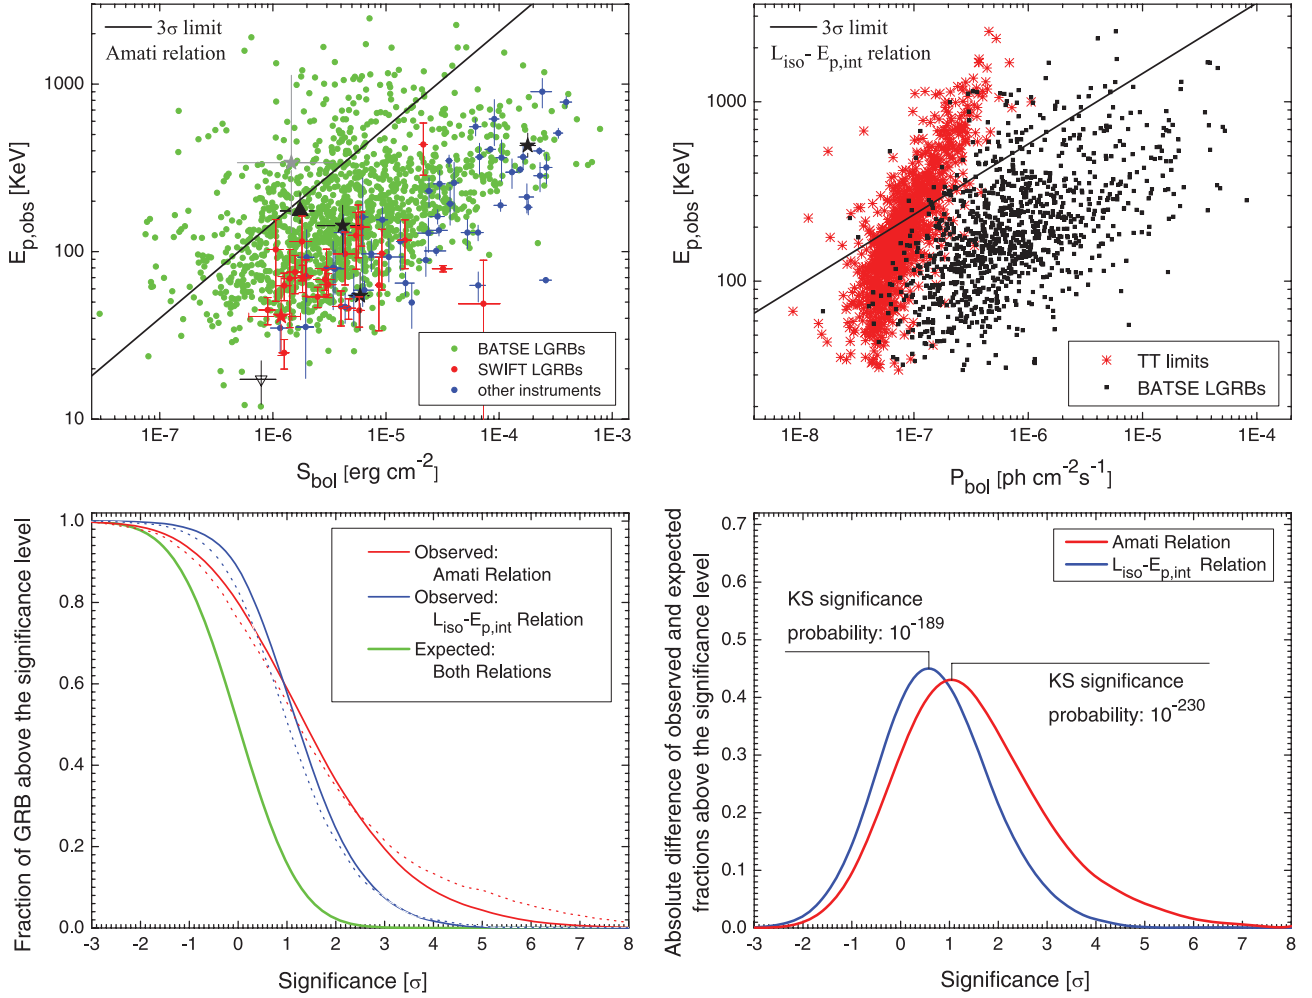 3σ limit
Amati relation
1000
100
10
E_p,obs [KeV]
BATSE LGRBs
SWIFT LGRBs
other instruments
1E-7 1E-6 1E-5 1E-4 1E-3
S_bol [erg cm^-2]
3σ limit
L_iso- E_p,int relation
1000
100
E_p,obs [KeV]
TT limits
BATSE LGRBs
1E-8 1E-7 1E-6 1E-5 1E-4
P_bol [ph cm^-2 s^-1]
1.0
0.8
0.6
0.4
0.2
0.0
Fraction of GRB above the significance level
Observed:
Amati Relation
Observed:
L_iso-E_p,int Relation
Expected:
Both Relations
-3 -2 -1 0 1 2 3 4 5 6 7 8
Significance [σ]
0.7
0.6
0.5
0.4
0.3
0.2
0.1
0.0
Absolute difference of observed and expected
fractions above the significance level
Amati Relation
L_iso-E_p,int Relation
KS significance
probability: 10^-189
KS significance
probability: 10^-230
-3 -2 -1 0 1 2 3 4 5 6 7 8
Significance [σ]